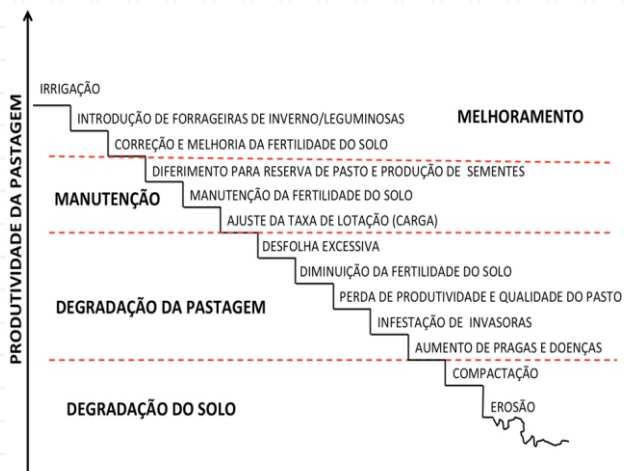 PRODUTIVIDADE DA PASTAGEM
IRRIGAÇÃO
INTRODUÇÃO DE FORRAGEIRAS DE INVERNO/LEGUMINOSAS
MELHORAMENTO
CORREÇÃO E MELHORIA DA FERTILIDADE DO SOLO
DIFERIMENTO PARA RESERVA DE PASTO E PRODUÇÃO DE SEMENTES
MANUTENÇÃO
MANUTENÇÃO DA FERTILIDADE DO SOLO
AJUSTE DA TAXA DE LOTAÇÃO (CARGA)
DESFOLHA EXCESSIVA
DIMINUIÇÃO DA FERTILIDADE DO SOLO
DEGRADAÇÃO DA PASTAGEM
PERDA DE PRODUTIVIDADE E QUALIDADE DO PASTO
INFESTAÇÃO DE INVASORAS
AUMENTO DE PRAGAS E DOENÇAS
COMPACTAÇÃO
DEGRADAÇÃO DO SOLO
EROSÃO